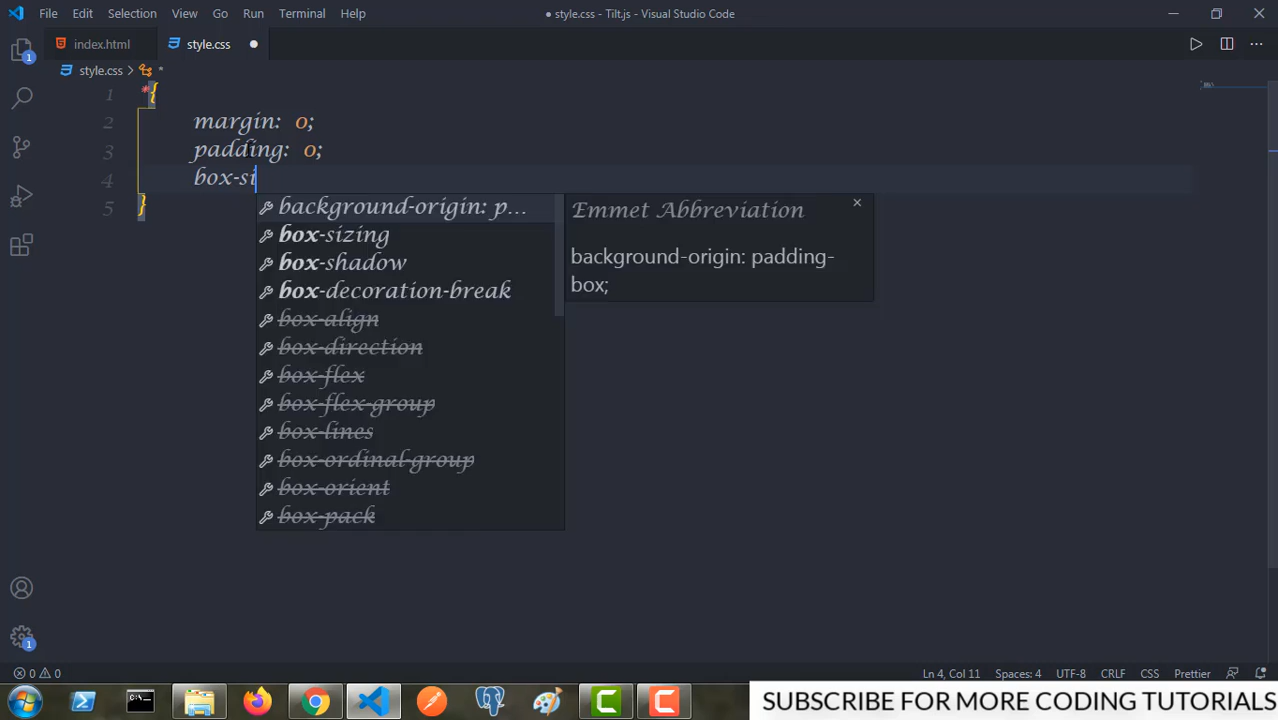 File Edit Selection View Go Run Terminal Help
● style.css - Tilt.js - Visual Studio Code
index.html
style.css ●
style.css > *
1 *{
2 margin: 0;
3 padding: 0;
4 box-si
5 }
background-origin: p...
box-sizing
box-shadow
box-decoration-break
box-align
box-direction
box-flex
box-flex-group
box-lines
box-ordinal-group
box-orient
box-pack
Emmet Abbreviation
background-origin: padding-
box;
1
1
0 0
Ln 4, Col 11 Spaces: 4 UTF-8 CRLF CSS Prettier
SUBSCRIBE FOR MORE CODING TUTORIALS